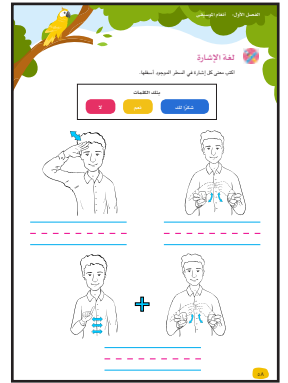 الفصل الأول: أنغام الموسيقى
لغة الإشارة
اكتب معنى كل إشارة في السطر الموجود أسفلها.
بنك الكلمات
شكرًا لك
نعم
لا
٤٨